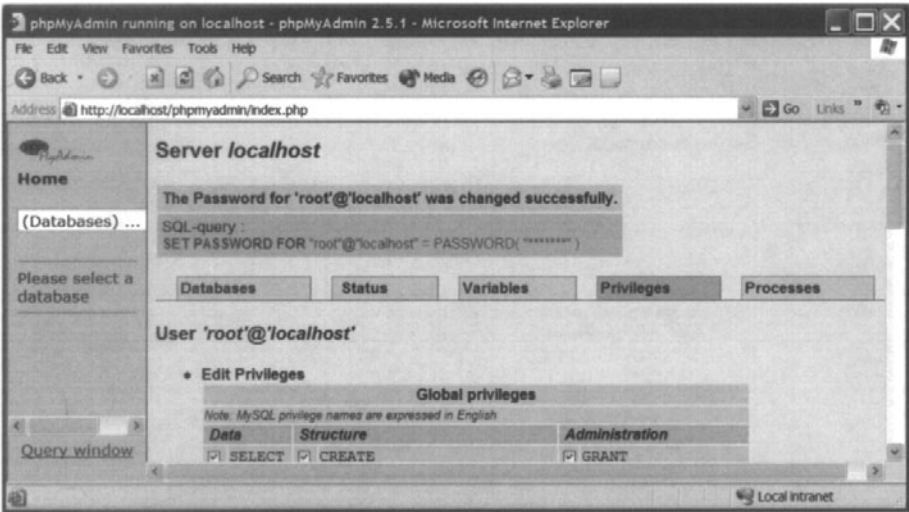 phpMyAdmin running on localhost - phpMyAdmin 2.5.1 - Microsoft Internet Explorer
File Edit View Favorites Tools Help
Back Search Favorites Media
Address http://localhost/phpmyadmin/index.php Go Links »
PhpAdmin
Home
(Databases) ...
Please select a
database
Query window
Server localhost
The Password for 'root'@'localhost' was changed successfully.
SQL-query :
SET PASSWORD FOR "root"@"localhost" = PASSWORD( "*******" )
Databases Status Variables Privileges Processes
User 'root'@'localhost'
• Edit Privileges
Global privileges
Note: MySQL privilege names are expressed in English
Data Structure Administration
SELECT CREATE GRANT
Local intranet